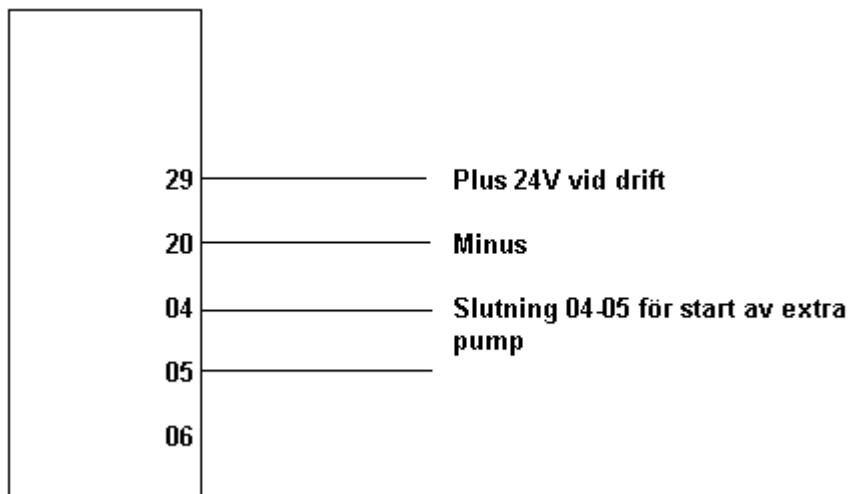 29 Plus 24V vid drift
20 Minus
04 Slutning 04-05 för start av extra
pump
05
06